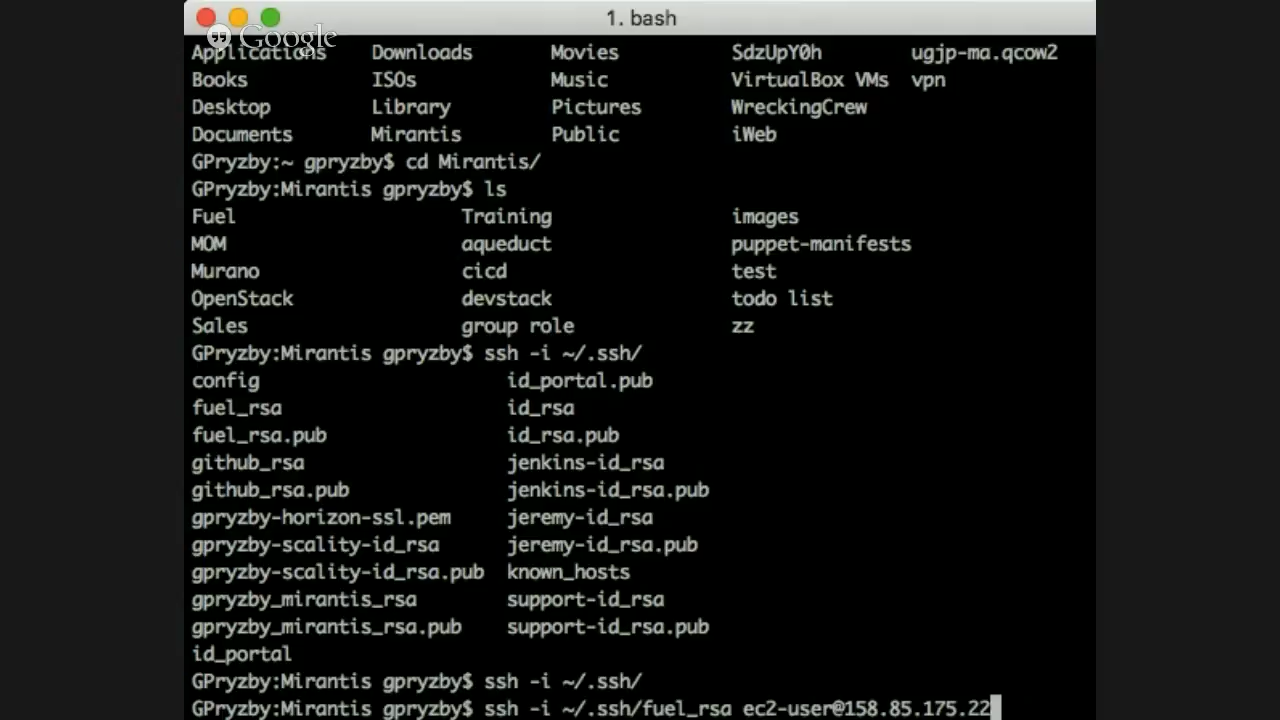 1. bash
Google
Applications Downloads Movies SdzUpY0h ugjp-ma.qcow2
Books ISOs Music VirtualBox VMs vpn
Desktop Library Pictures WreckingCrew
Documents Mirantis Public iWeb
GPryzby:~ gpryzby$ cd Mirantis/
GPryzby:Mirantis gpryzby$ ls
Fuel Training images
MOM aqueduct puppet-manifests
Murano cicd test
OpenStack devstack todo list
Sales group role zz
GPryzby:Mirantis gpryzby$ ssh -i ~/.ssh/
config id_portal.pub
fuel_rsa id_rsa
fuel_rsa.pub id_rsa.pub
github_rsa jenkins-id_rsa
github_rsa.pub jenkins-id_rsa.pub
gpryzby-horizon-ssl.pem jeremy-id_rsa
gpryzby-scality-id_rsa jeremy-id_rsa.pub
gpryzby-scality-id_rsa.pub known_hosts
gpryzby_mirantis_rsa support-id_rsa
gpryzby_mirantis_rsa.pub support-id_rsa.pub
id_portal
GPryzby:Mirantis gpryzby$ ssh -i ~/.ssh/
GPryzby:Mirantis gpryzby$ ssh -i ~/.ssh/fuel_rsa ec2-user@158.85.175.22